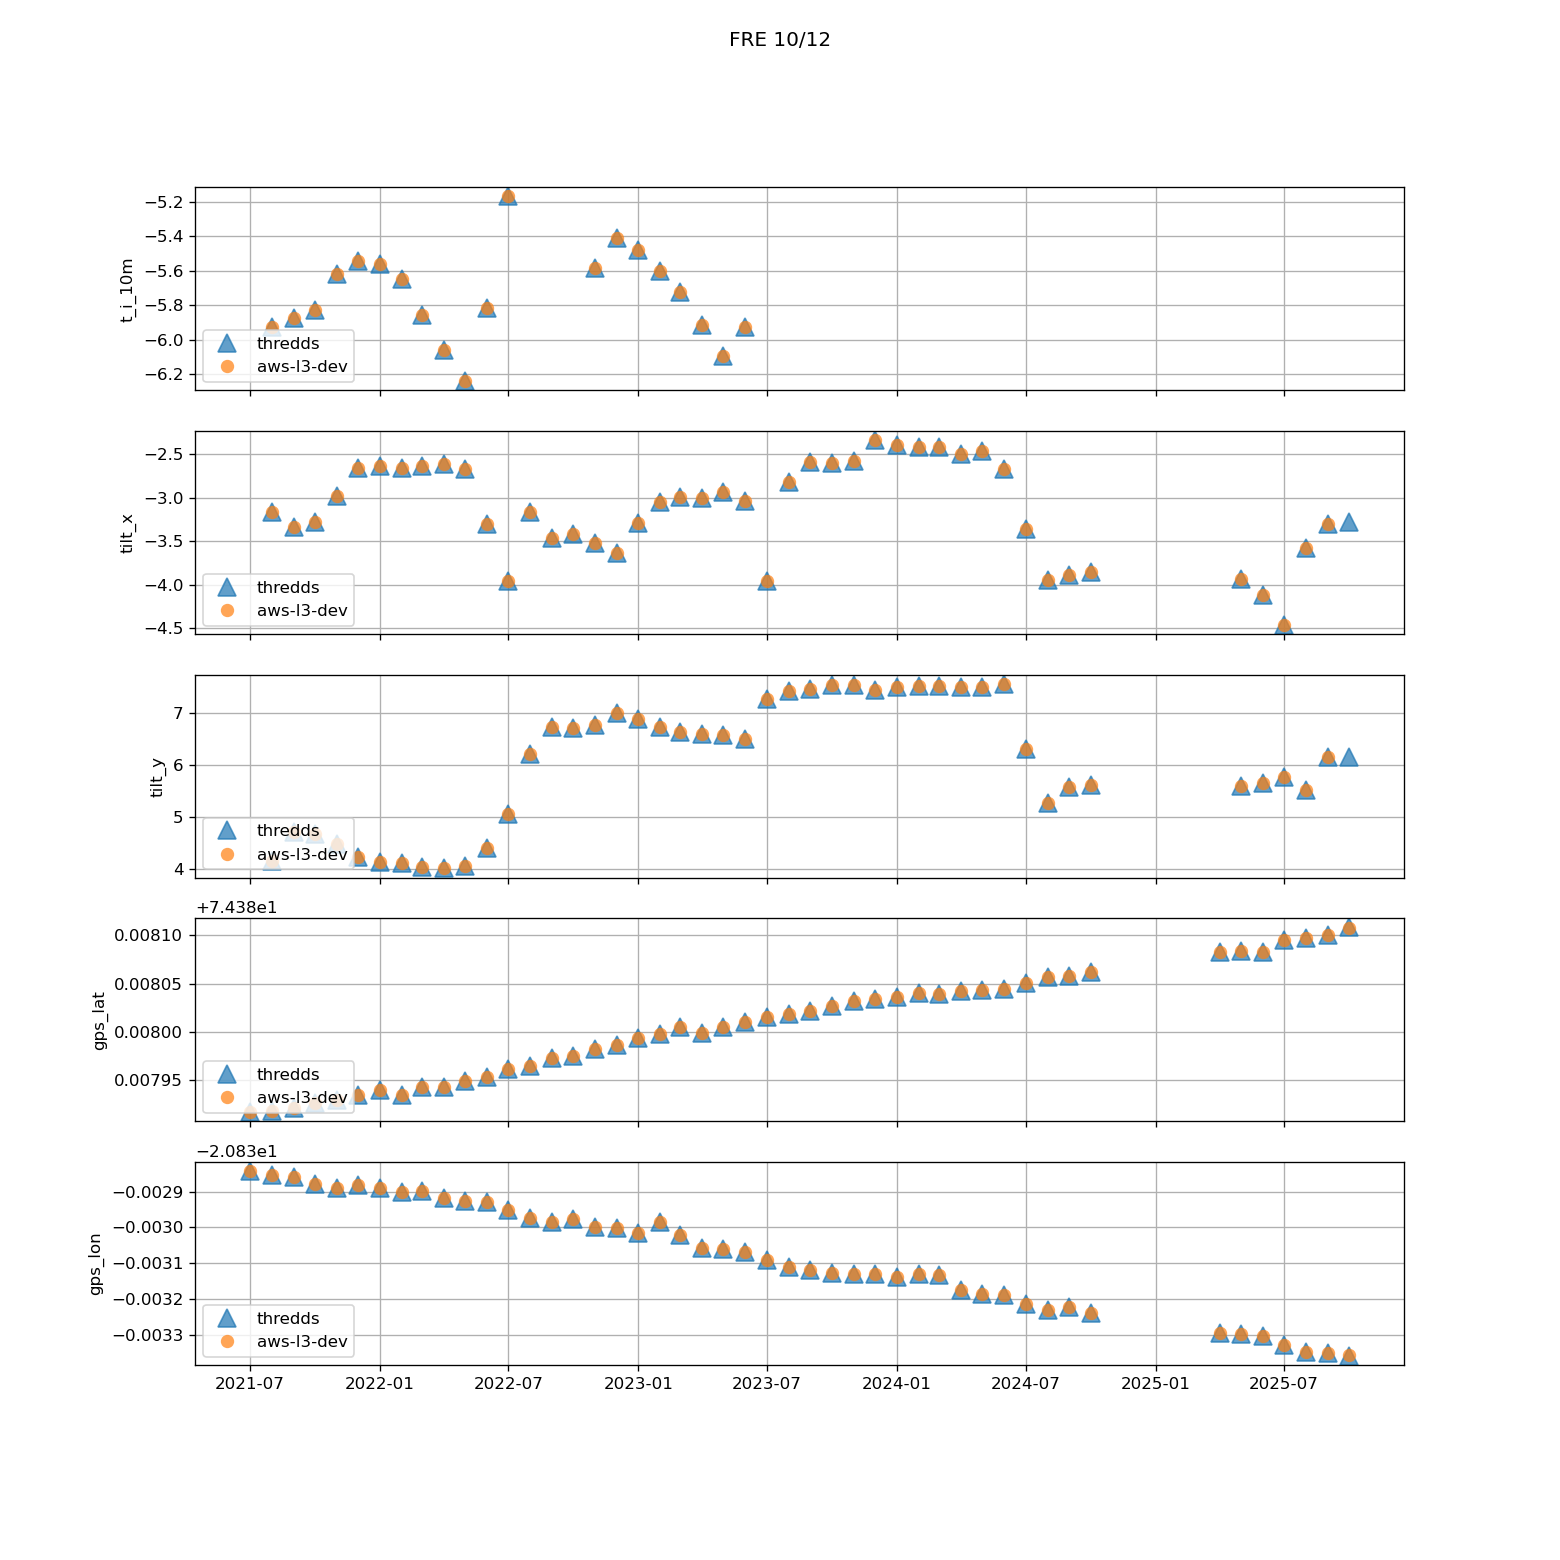 FRE 10/12
−5.2
−5.4
−5.6
−5.8
−6.0
−6.2
t_i_10m
thredds
aws-l3-dev
−2.5
−3.0
−3.5
−4.0
−4.5
tilt_x
thredds
aws-l3-dev
7
6
5
4
tilt_y
thredds
aws-l3-dev
+7.438e1
0.00810
0.00805
0.00800
0.00795
gps_lat
thredds
aws-l3-dev
−2.083e1
−0.0029
−0.0030
−0.0031
−0.0032
−0.0033
gps_lon
thredds
aws-l3-dev
2021-07 2022-01 2022-07 2023-01 2023-07 2024-01 2024-07 2025-01 2025-07